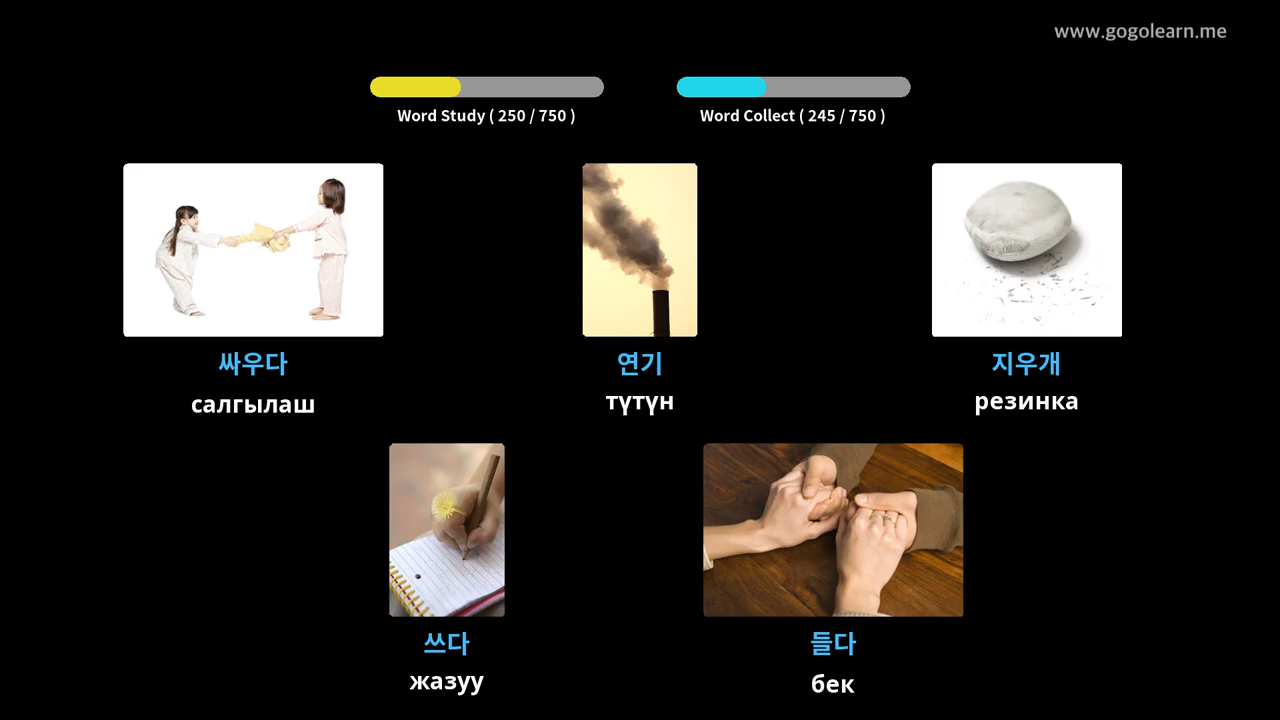 www.gogolearn.me
Word Study ( 250 / 750 )
Word Collect ( 245 / 750 )
싸우다
салгылаш
연기
түтүн
지우개
резинка
쓰다
жазуу
들다
бек